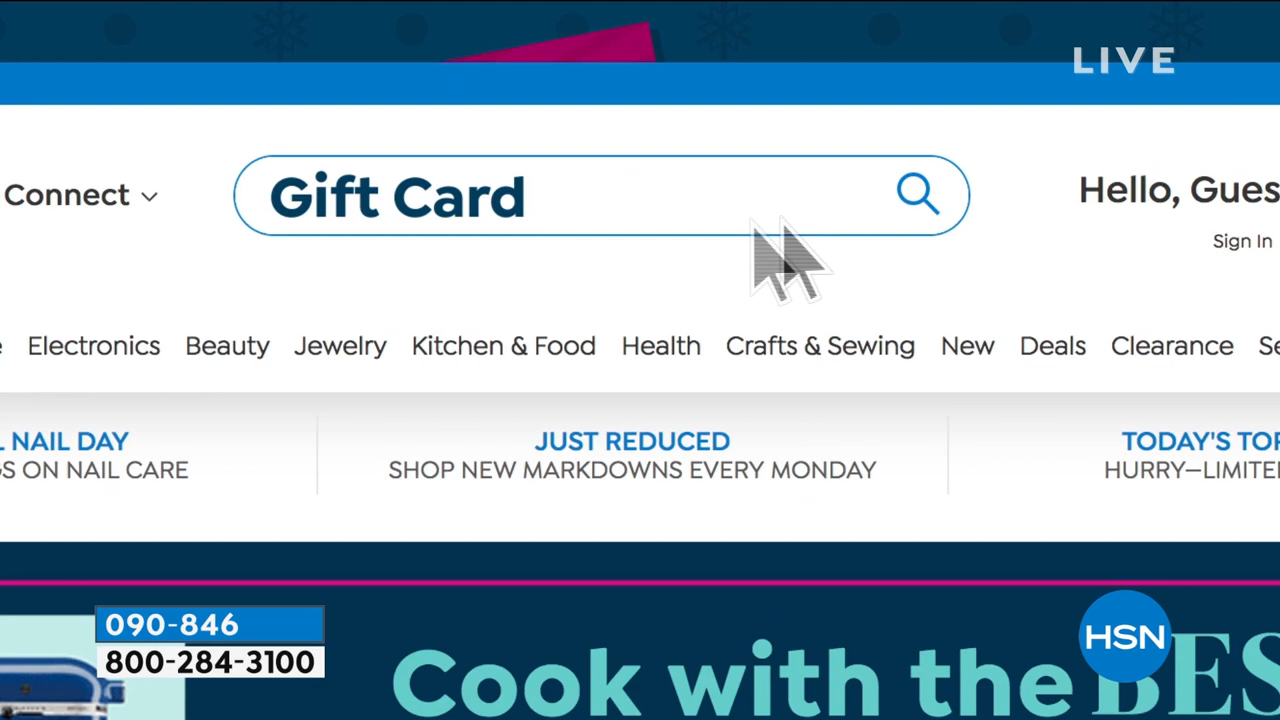 LIVE
Connect
Gift Card
Hello, Gues
Sign In
e Electronics Beauty Jewelry Kitchen & Food Health Crafts & Sewing New Deals Clearance Se
L NAIL DAY
GS ON NAIL CARE
JUST REDUCED
SHOP NEW MARKDOWNS EVERY MONDAY
TODAY'S TOP
HURRY—LIMITED
090-846
800-284-3100
Cook with the BES
HSN